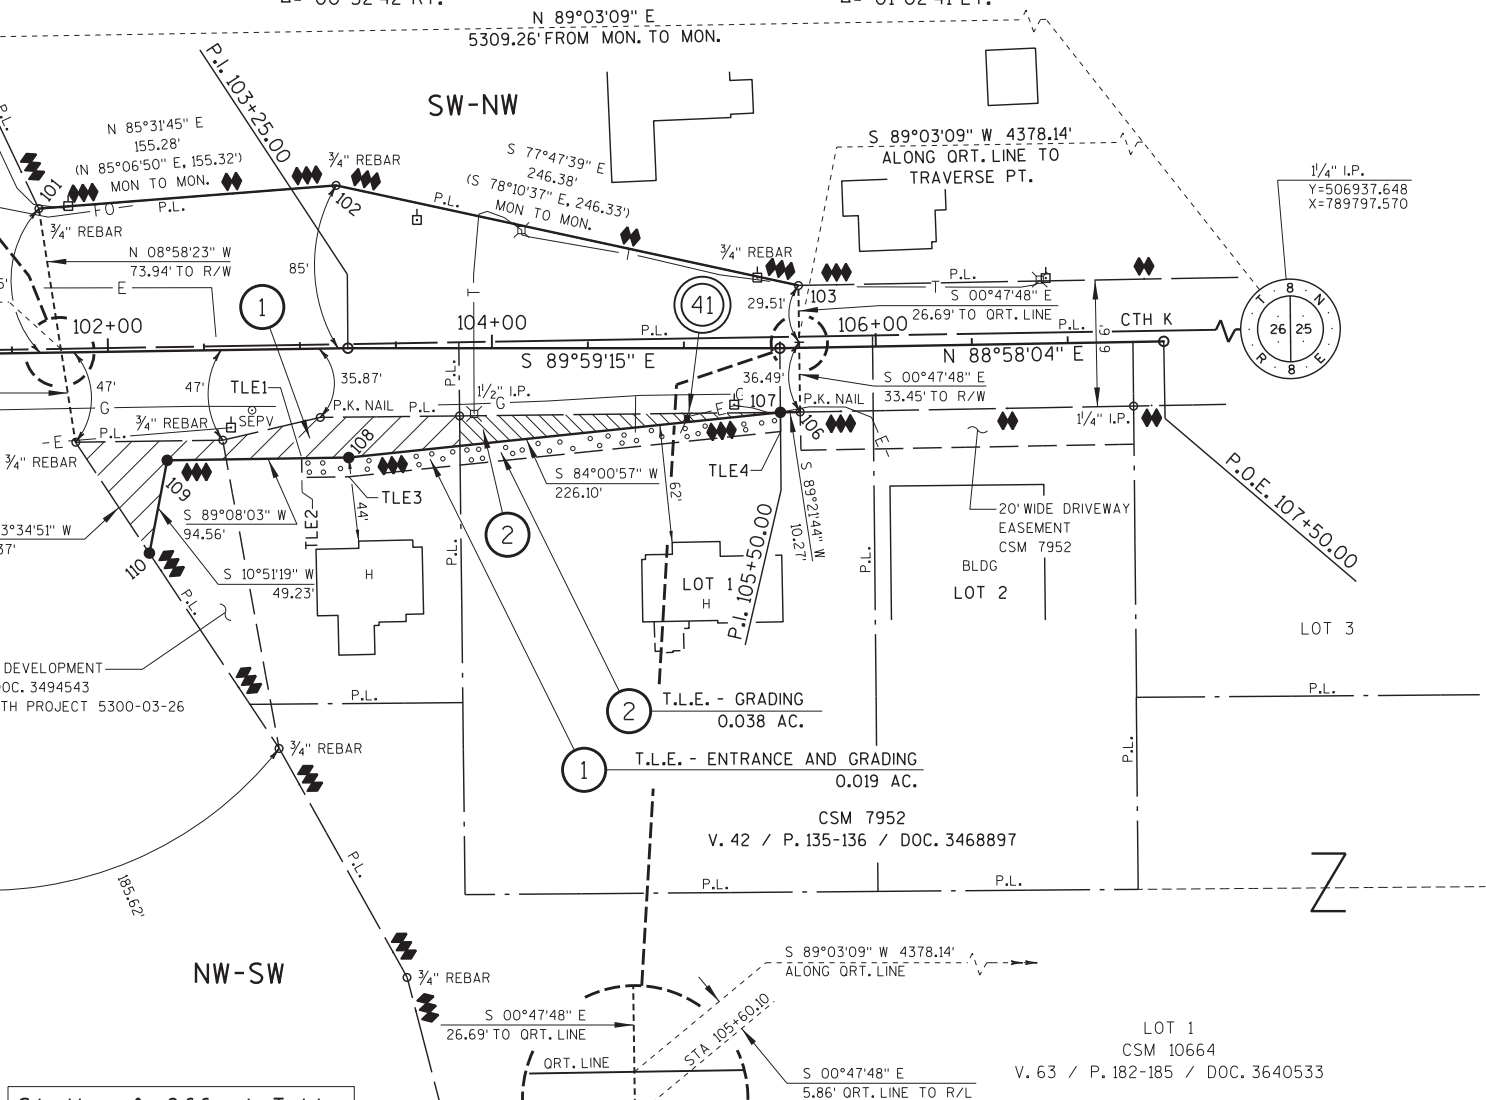 N 89°03'09" E
5309.26' FROM MON. TO MON.
P.I. 103+25.00
SW-NW
N 85°31'45" E
155.28'
(N 85°06'50" E, 155.32')
MON TO MON.
3/4" REBAR
S 77°47'39" E
246.38'
(S 78°10'37" E, 246.33')
MON TO MON.
S 89°03'09" W 4378.14'
ALONG QRT. LINE TO
TRAVERSE PT.
1 1/4" I.P.
Y=506937.648
X=789797.570
P.L.
101
FO
P.L.
102
P.L.
3/4" REBAR
N 08°58'23" W
73.94' TO R/W
85'
3/4" REBAR
103
P.L.
T
T
T
E
1
41
29.51'
S 00°47'48" E
26.69' TO QRT. LINE
T 8 N
26 25
R 8 E
102+00
104+00
106+00
P.L.
P.L.
CTH K
66'
S 89°59'15" E
N 88°58'04" E
47'
47'
TLE1
35.87'
P.L.
1 1/2" I.P.
36.49'
S 00°47'48" E
33.45' TO R/W
G
3/4" REBAR
SEPV
P.K. NAIL
P.L.
G
G
107
P.K. NAIL
106
1 1/4" I.P.
E
P.L.
E
E
3/4" REBAR
108
109
TLE3
TLE2
44'
S 84°00'57" W
226.10'
62'
TLE4
S 89°21'44" W
10.27'
P.O.E. 107+50.00
S 89°08'03" W
94.56'
3°34'51" W
37'
110
S 10°51'19" W
49.23'
2
P.L.
H
LOT 1
H
P.I. 105+50.00
P.L.
20' WIDE DRIVEWAY
EASEMENT
CSM 7952
BLDG
LOT 2
LOT 3
P.L.
DEVELOPMENT
DOC. 3494543
TH PROJECT 5300-03-26
P.L.
P.L.
2
T.L.E. - GRADING
0.038 AC.
1
T.L.E. - ENTRANCE AND GRADING
0.019 AC.
P.L.
3/4" REBAR
CSM 7952
V. 42 / P. 135-136 / DOC. 3468897
P.L.
185.62'
P.L.
P.L.
Z
NW-SW
3/4" REBAR
S 89°03'09" W 4378.14'
ALONG QRT. LINE
S 00°47'48" E
26.69' TO QRT. LINE
STA 105+60.10
QRT. LINE
S 00°47'48" E
5.86' QRT. LINE TO R/L
LOT 1
CSM 10664
V. 63 / P. 182-185 / DOC. 3640533